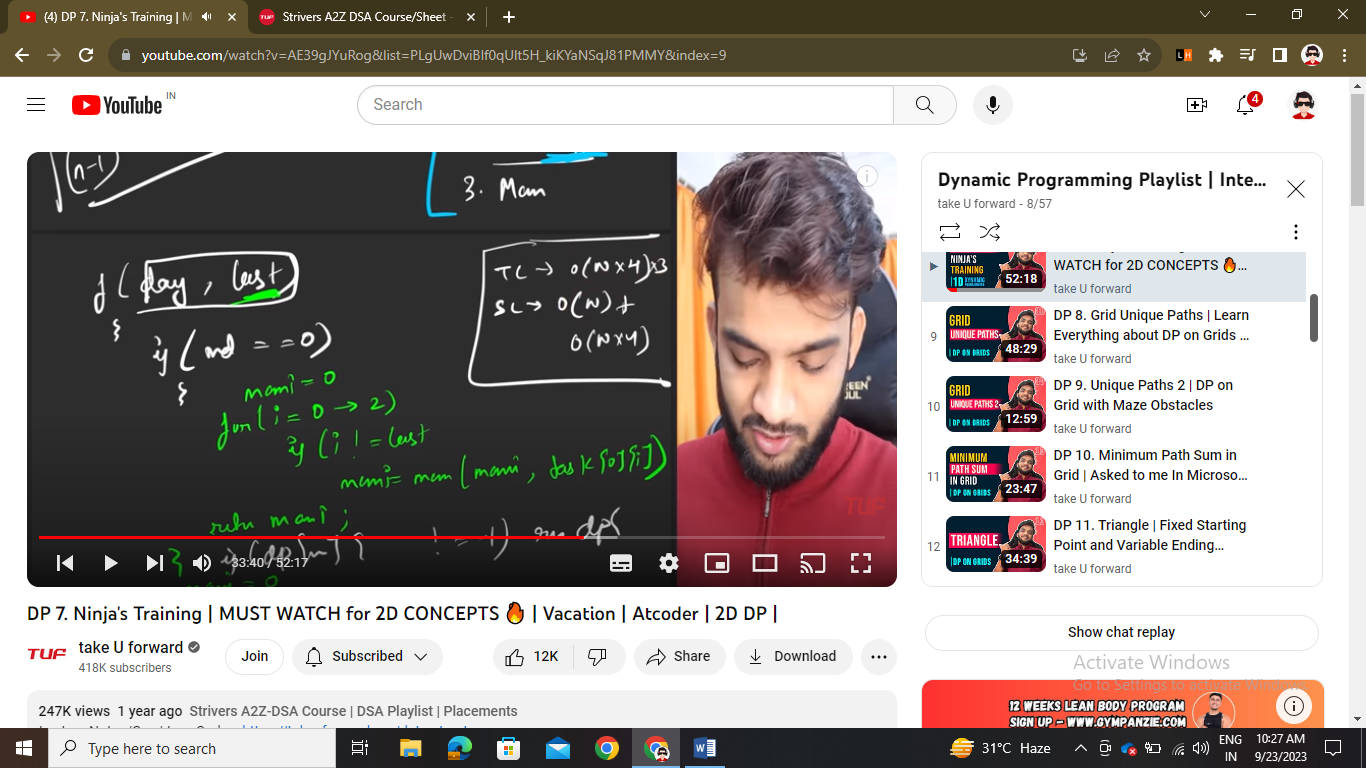 (4) DP 7. Ninja's Training | M
Strivers A2Z DSA Course/Sheet -
youtube.com/watch?v=AE39gJYuRog&list=PLgUwDviBIf0qUlt5H_kiKYaNSqJ81PMMY&index=9
YouTube IN
Search
4
(n-1)
3. Max
f(day, last)
{
if (ind == 0)
{
maxi = 0
for(i = 0 → 2)
if (i != last
maxi = max(maxi, task[0][i])
return maxi;
}
TC → O(N×4)×3
SC → O(N) +
O(N×4)
TUF
33:40 / 52:17
Dynamic Programming Playlist | Inte...
take U forward - 8/57
NINJA'S
TRAINING
52:18
WATCH for 2D CONCEPTS 🔥...
take U forward
9
GRID
UNIQUE PATHS
| DP ON GRIDS
48:29
DP 8. Grid Unique Paths | Learn
Everything about DP on Grids ...
take U forward
10
GRID
UNIQUE PATHS 2
| DP ON GRIDS
12:59
DP 9. Unique Paths 2 | DP on
Grid with Maze Obstacles
take U forward
11
MINIMUM
PATH SUM
IN GRID
| DP ON GRIDS
23:47
DP 10. Minimum Path Sum in
Grid | Asked to me In Microso...
take U forward
12
TRIANGLE
| DP ON GRIDS
34:39
DP 11. Triangle | Fixed Starting
Point and Variable Ending...
take U forward
DP 7. Ninja's Training | MUST WATCH for 2D CONCEPTS 🔥 | Vacation | Atcoder | 2D DP |
TUF
take U forward
418K subscribers
Join
Subscribed
12K
Share
Download
Show chat replay
Activate Windows
Go to Settings to activate Windows.
247K views 1 year ago Strivers A2Z-DSA Course | DSA Playlist | Placements
12 WEEKS LEAN BODY PROGRAM
SIGN UP - WWW.GYMPANZIE.COM
Type here to search
31°C Haze
ENG
IN
10:27 AM
9/23/2023